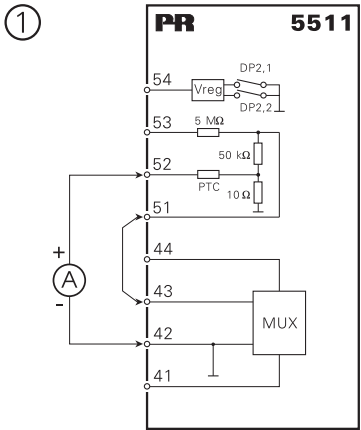 1
PR 5511
54
Vreg
DP2,1
DP2,2
53
5 MΩ
50 kΩ
52
PTC
10 Ω
51
44
+
A
-
43
MUX
42
41